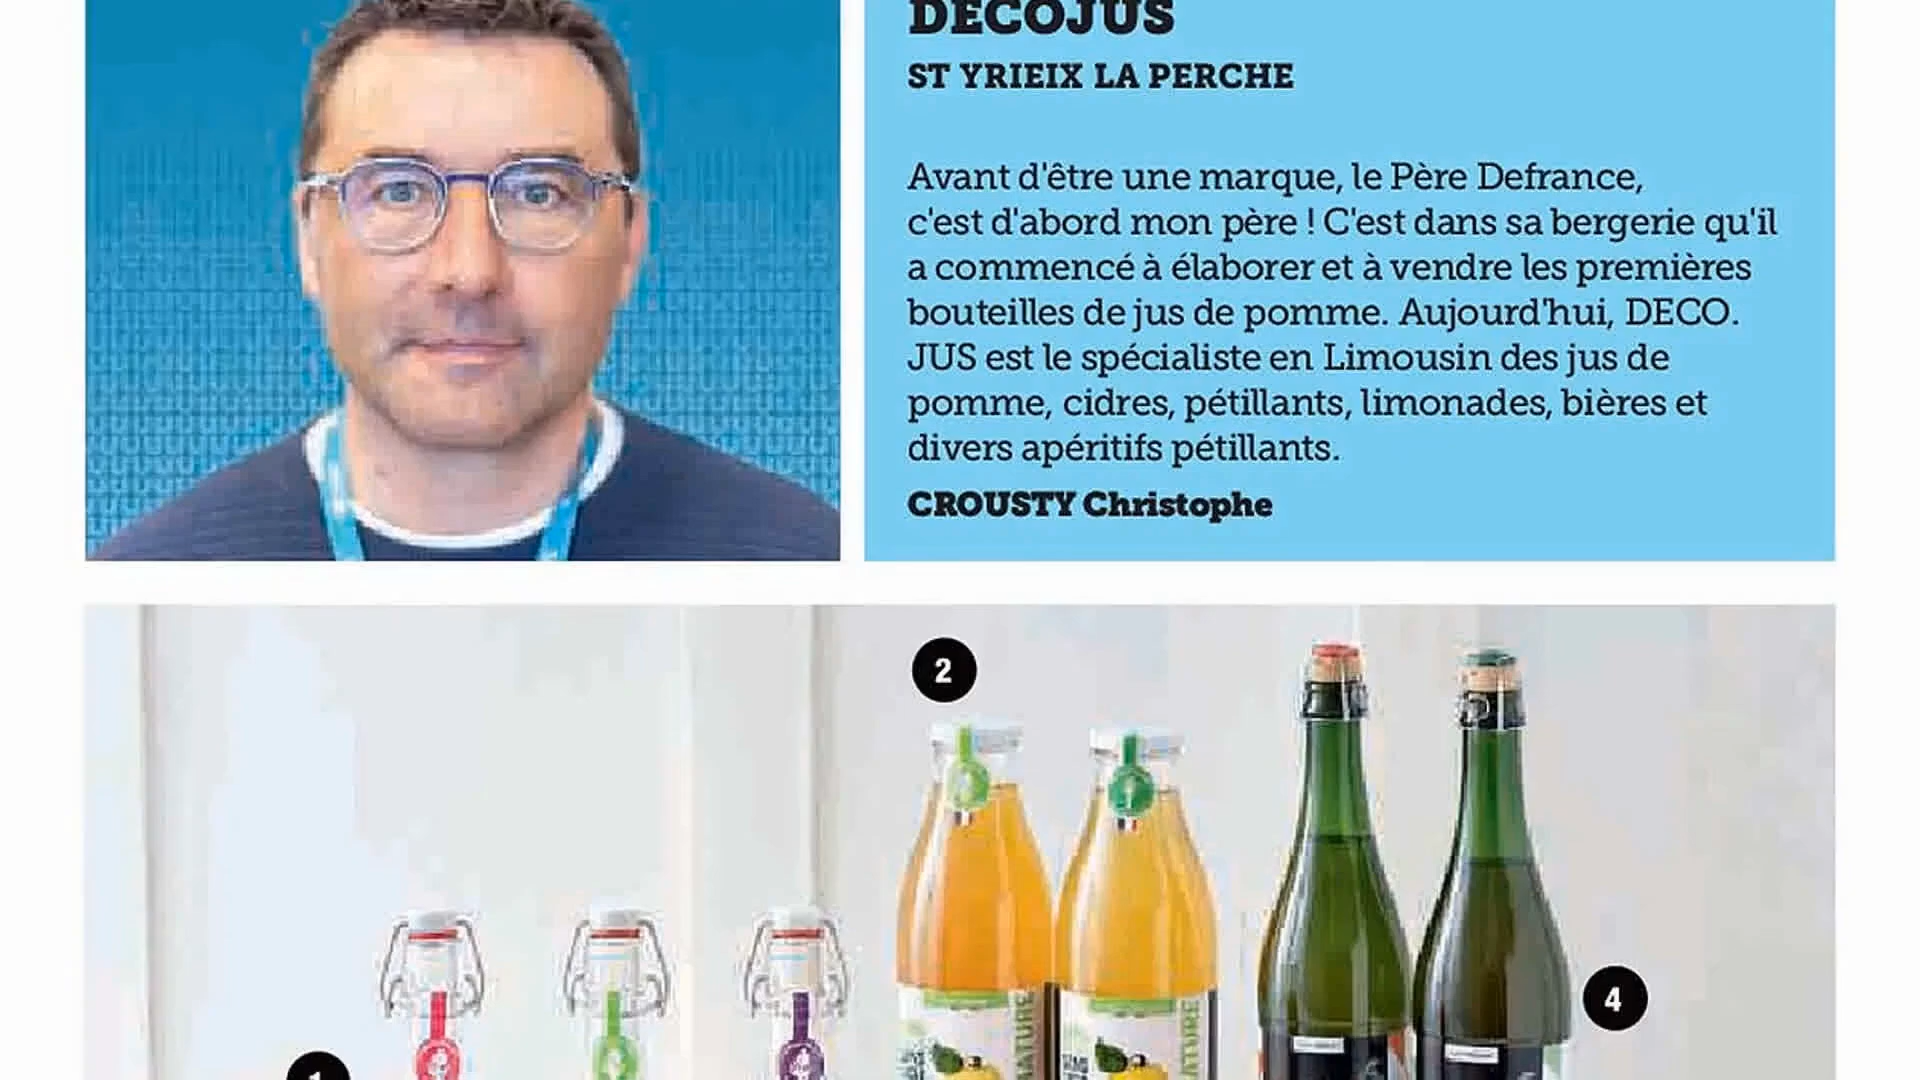 DECOJUS
ST YRIEIX LA PERCHE
Avant d'être une marque, le Père Defrance,
c'est d'abord mon père ! C'est dans sa bergerie qu'il
a commencé à élaborer et à vendre les premières
bouteilles de jus de pomme. Aujourd'hui, DECO.
JUS est le spécialiste en Limousin des jus de
pomme, cidres, pétillants, limonades, bières et
divers apéritifs pétillants.
CROUSTY Christophe
2
4
1
NATURE
NATURE